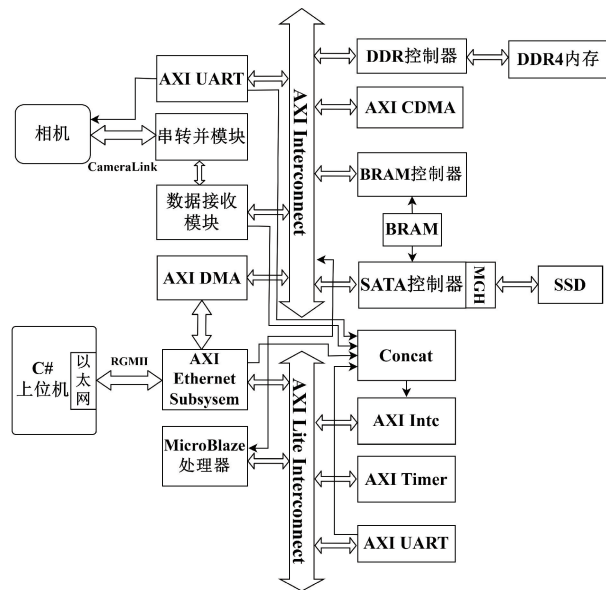 AXI UART
相机
CameraLink
串转并模块
数据接收
模块
AXI DMA
C#
上位机
以太网
RGMII
AXI
Ethernet
Subsysem
MicroBlaze
处理器
AXI Interconnect
AXI Lite Interconnect
DDR控制器
DDR4内存
AXI CDMA
BRAM控制器
BRAM
SATA控制器
MGH
SSD
Concat
AXI Intc
AXI Timer
AXI UART